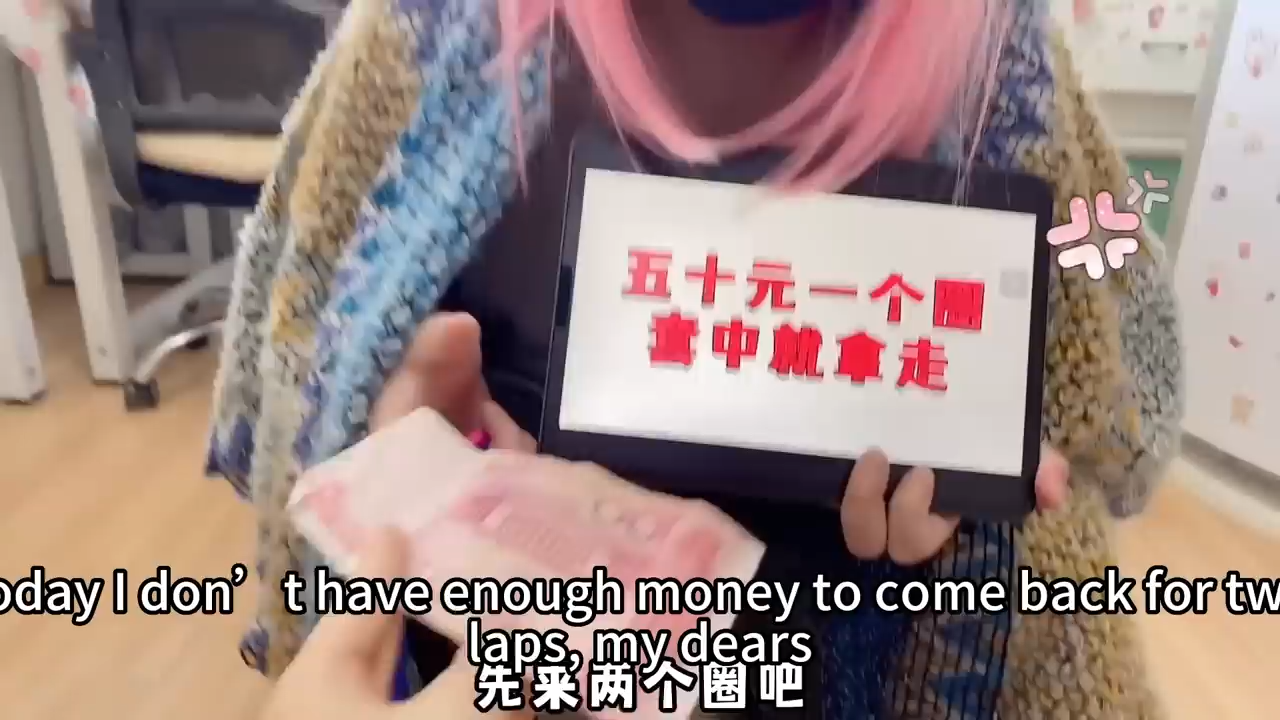 五十元一个圈
套中就拿走
oday I don’t have enough money to come back for tw
laps, my dears
先来两个圈吧